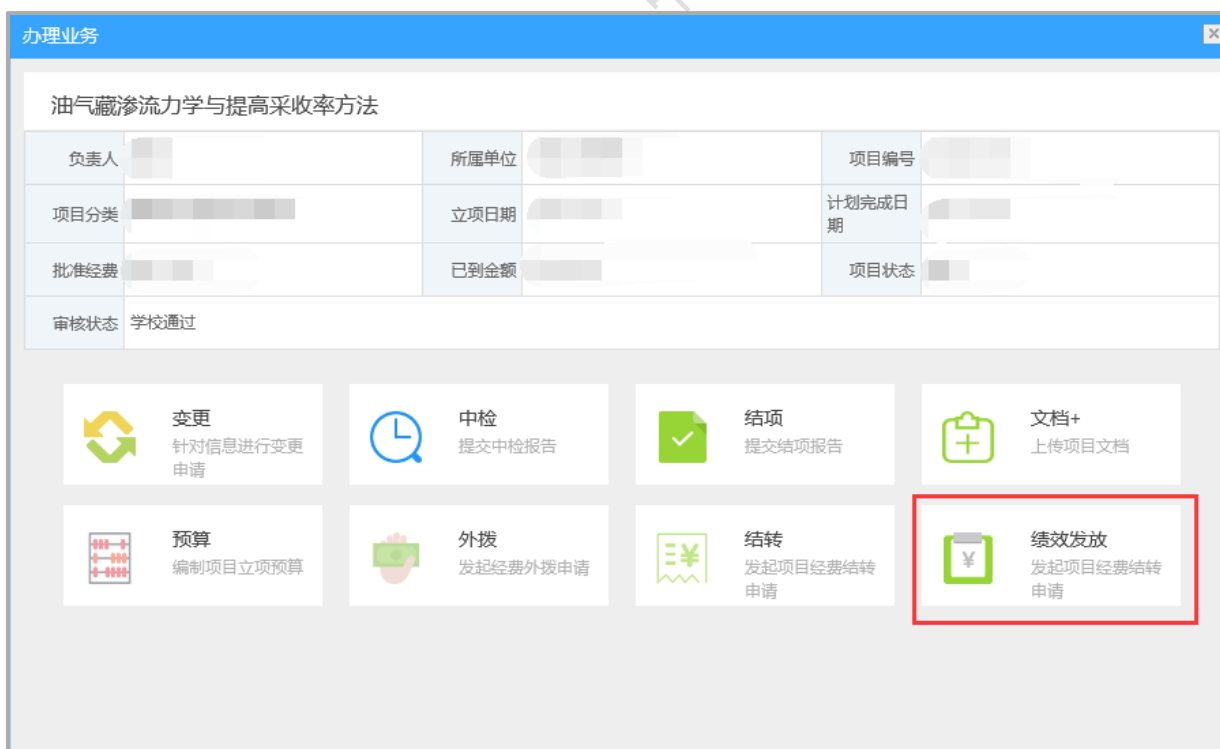 办理业务
油气藏渗流力学与提高采收率方法
负责人 所属单位 项目编号
项目分类 立项日期 计划完成日
期
批准经费 已到金额 项目状态
审核状态 学校通过
变更 中检 结项 文档+
针对信息进行变更 提交中检报告 提交结项报告 上传项目文档
申请
预算 外拨 结转 绩效发放
编制项目立项预算 发起经费外拨申请 发起项目经费结转 发起项目经费结转
申请 申请